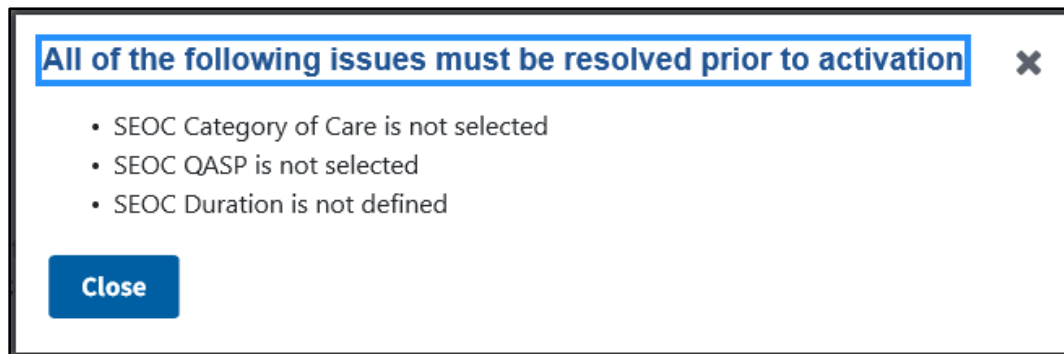 All of the following issues must be resolved prior to activation
• SEOC Category of Care is not selected
• SEOC QASP is not selected
• SEOC Duration is not defined
Close